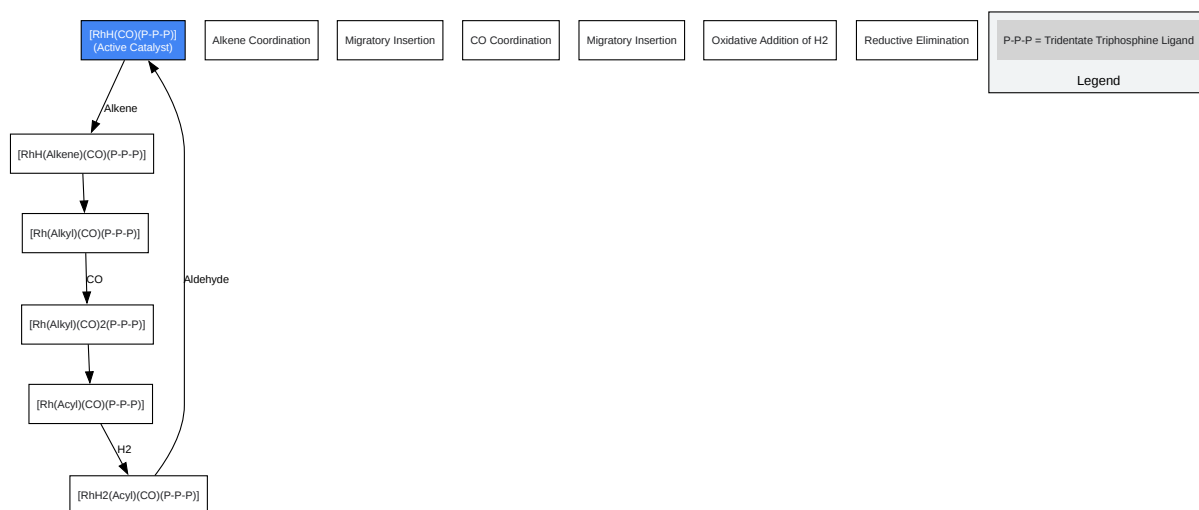 [RhH(CO)(P-P-P)]
(Active Catalyst)
Alkene Coordination
Migratory Insertion
CO Coordination
Migratory Insertion
Oxidative Addition of H2
Reductive Elimination
P-P-P = Tridentate Triphosphine Ligand
Legend
Alkene
[RhH(Alkene)(CO)(P-P-P)]
[Rh(Alkyl)(CO)(P-P-P)]
CO
Aldehyde
[Rh(Alkyl)(CO)2(P-P-P)]
[Rh(Acyl)(CO)(P-P-P)]
H2
[RhH2(Acyl)(CO)(P-P-P)]